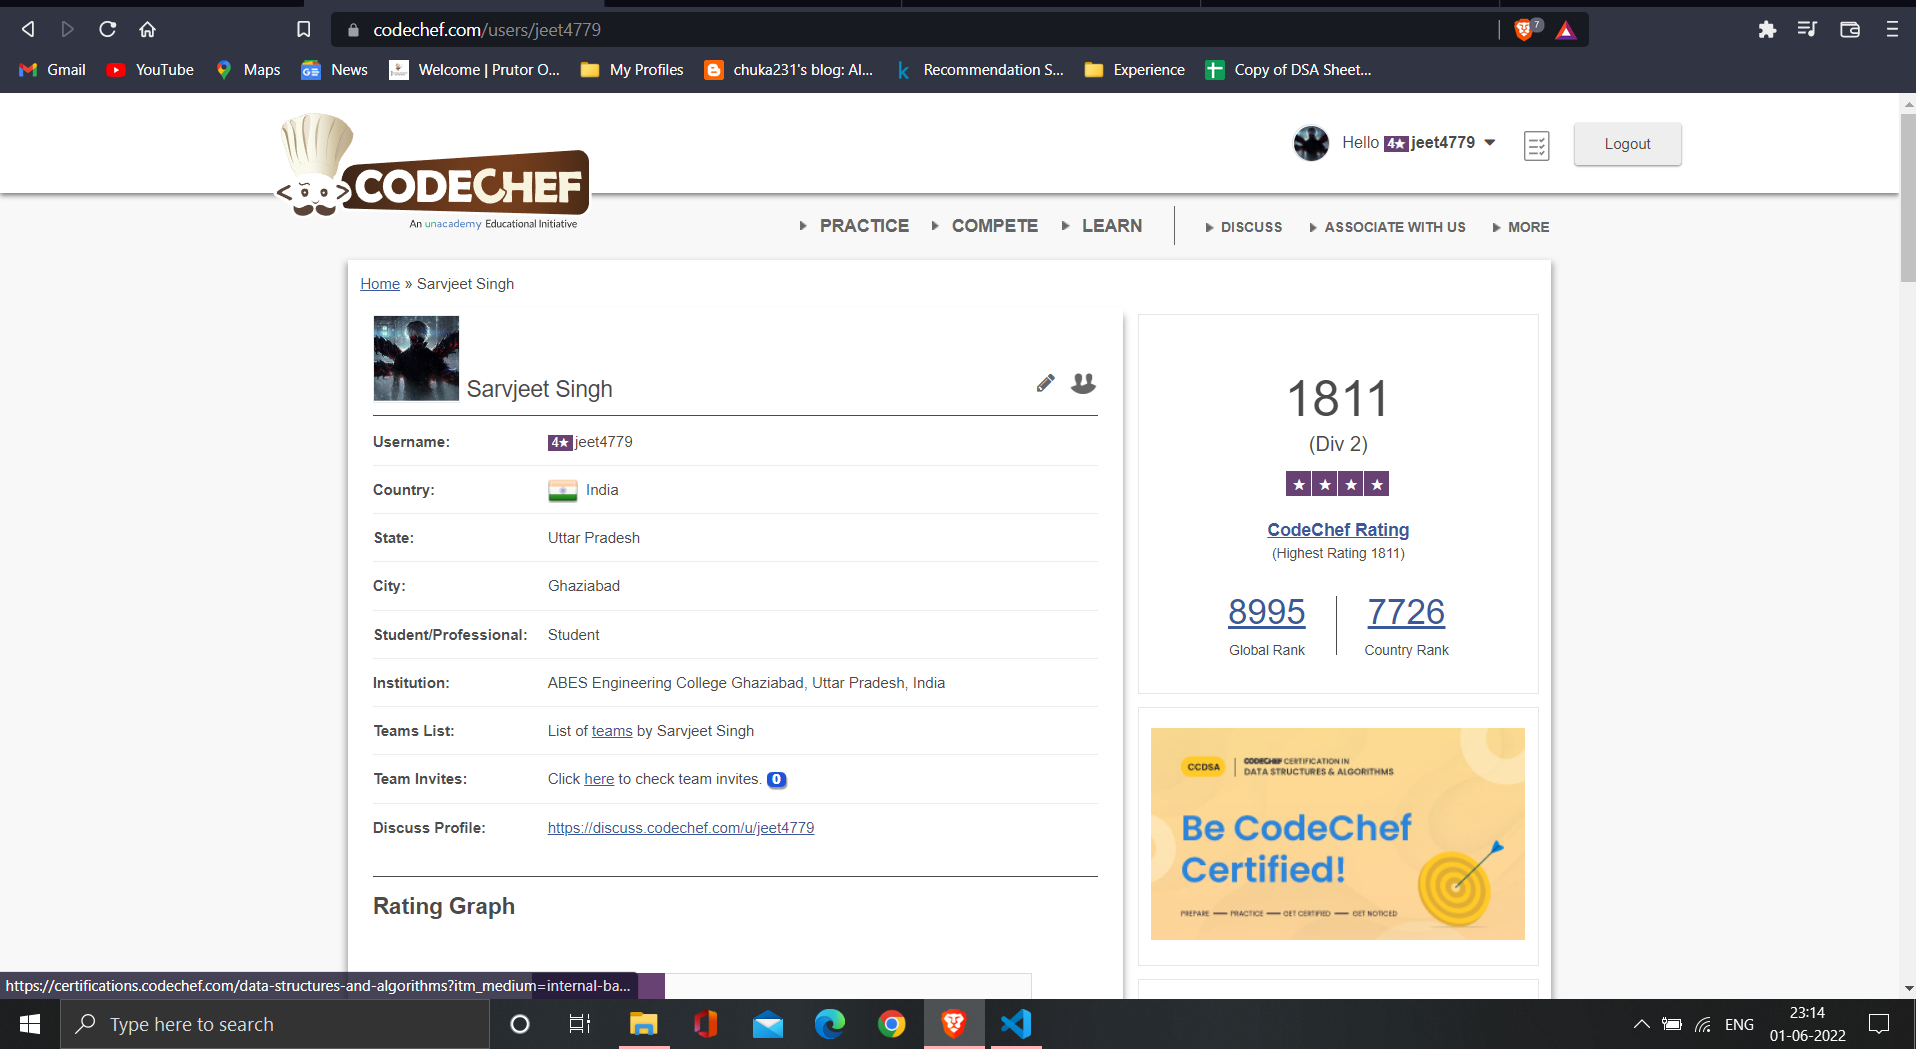 codechef.com/users/jeet4779
7
Gmail YouTube Maps News Welcome | Prutor O... My Profiles chuka231's blog: Al... Recommendation S... Experience Copy of DSA Sheet...
CODECHEF
An unacademy Educational Initiative
Hello 4★ jeet4779
Logout
PRACTICE COMPETE LEARN DISCUSS ASSOCIATE WITH US MORE
Home » Sarvjeet Singh
Sarvjeet Singh
Username: 4★ jeet4779
Country: India
State: Uttar Pradesh
City: Ghaziabad
Student/Professional: Student
Institution: ABES Engineering College Ghaziabad, Uttar Pradesh, India
Teams List: List of teams by Sarvjeet Singh
Team Invites: Click here to check team invites. 0
Discuss Profile: https://discuss.codechef.com/u/jeet4779
Rating Graph
1811
(Div 2)
★ ★ ★ ★
CodeChef Rating
(Highest Rating 1811)
8995 7726
Global Rank Country Rank
CCDSA
CODECHEF CERTIFICATION IN
DATA STRUCTURES & ALGORITHMS
Be CodeChef
Certified!
PREPARE — PRACTICE — GET CERTIFIED — GET NOTICED
https://certifications.codechef.com/data-structures-and-algorithms?itm_medium=internal-ba...
Type here to search
ENG
23:14
01-06-2022